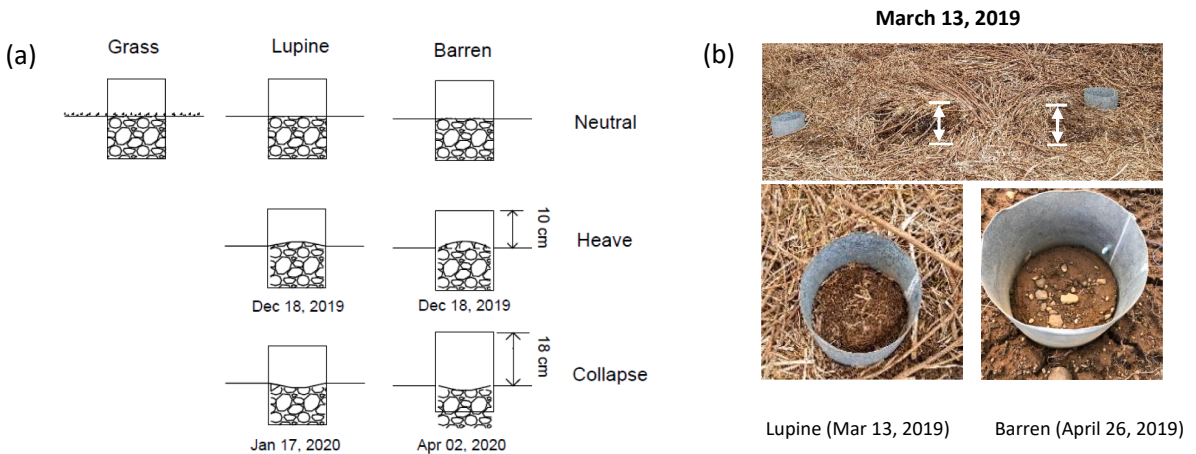 (a)
Grass Lupine Barren
Neutral
10 cm
Heave
Dec 18, 2019 Dec 18, 2019
18 cm
Collapse
Jan 17, 2020 Apr 02, 2020
March 13, 2019
(b)
Lupine (Mar 13, 2019) Barren (April 26, 2019)